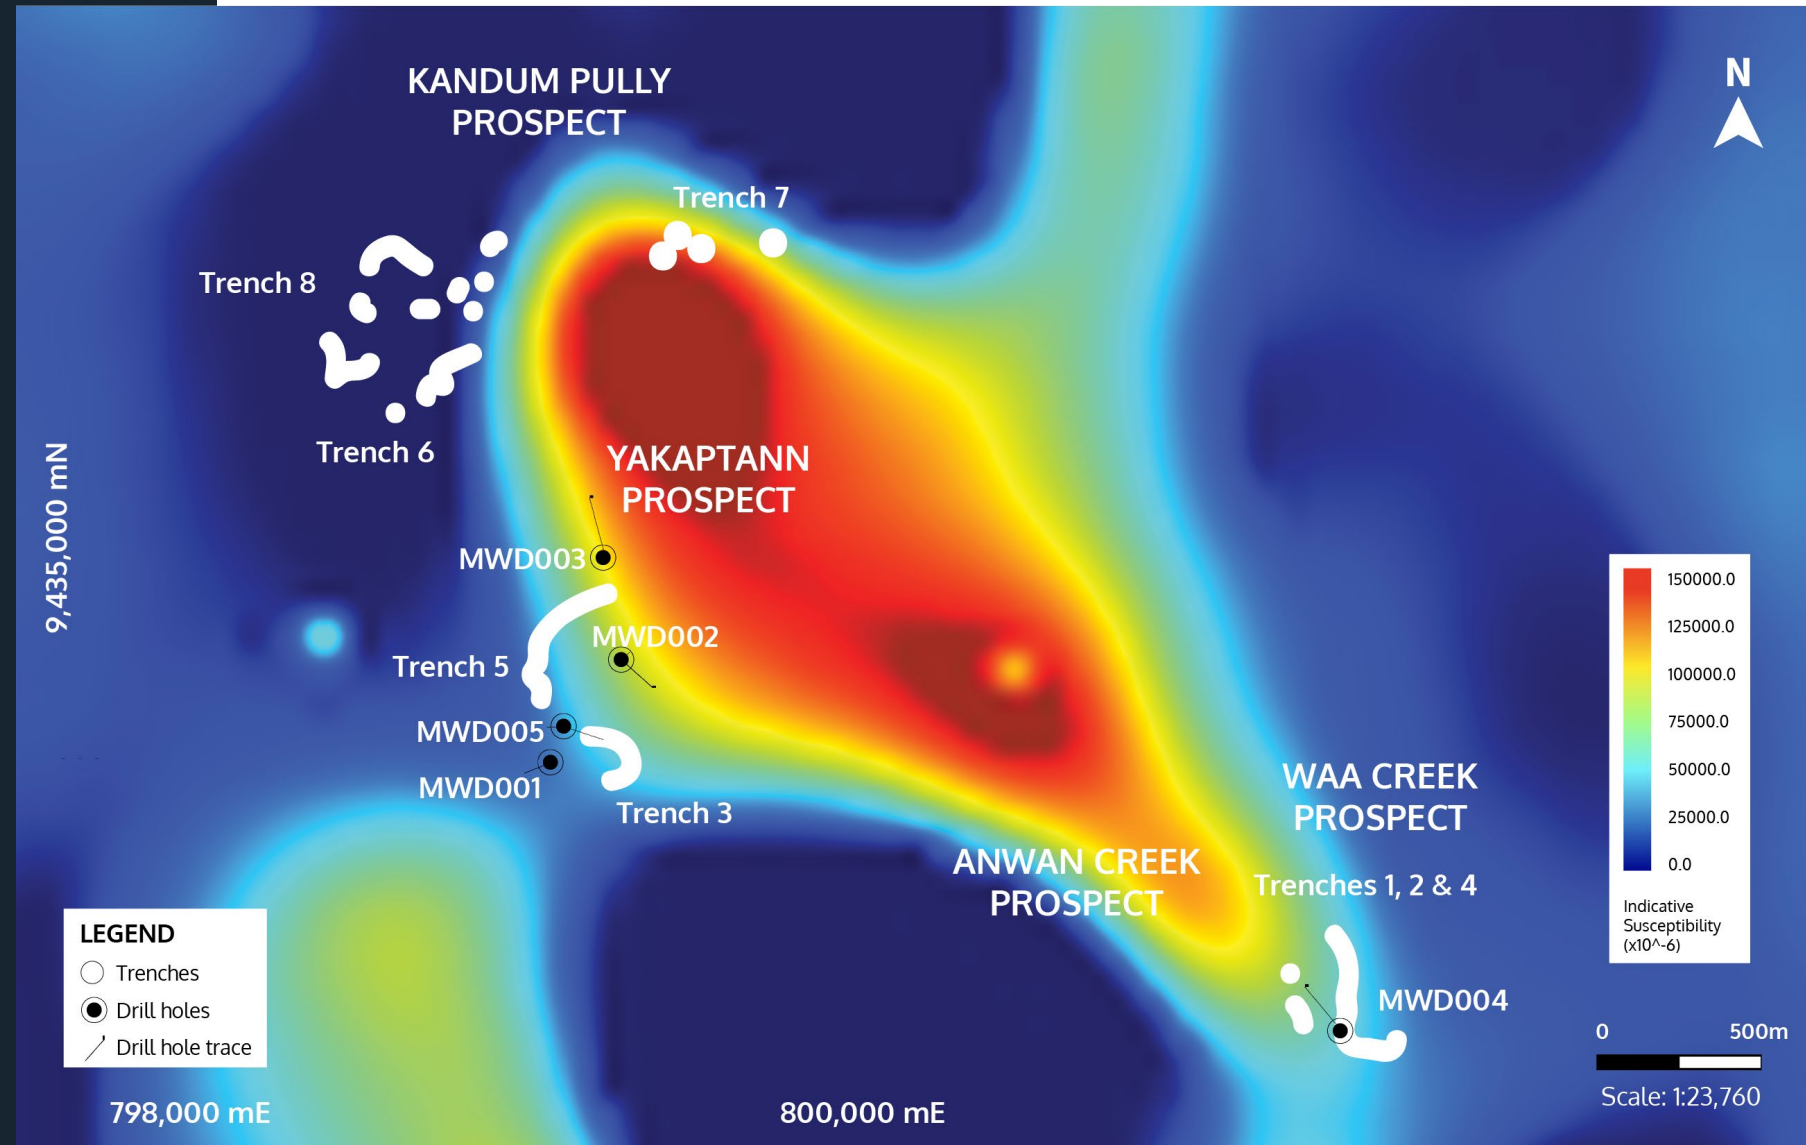 KANDUM PULLY
PROSPECT
N
Trench 7
Trench 8
Trench 6
YAKAPTANN
PROSPECT
9,435,000 mN
MWD003
MWD002
Trench 5
MWD005
MWD001
Trench 3
WAA CREEK
PROSPECT
ANWAN CREEK
PROSPECT
Trenches 1, 2 & 4
MWD004
150000.0
125000.0
100000.0
75000.0
50000.0
25000.0
0.0
Indicative
Susceptibility
(x10^-6)
LEGEND
Trenches
Drill holes
Drill hole trace
0 500m
Scale: 1:23,760
798,000 mE
800,000 mE